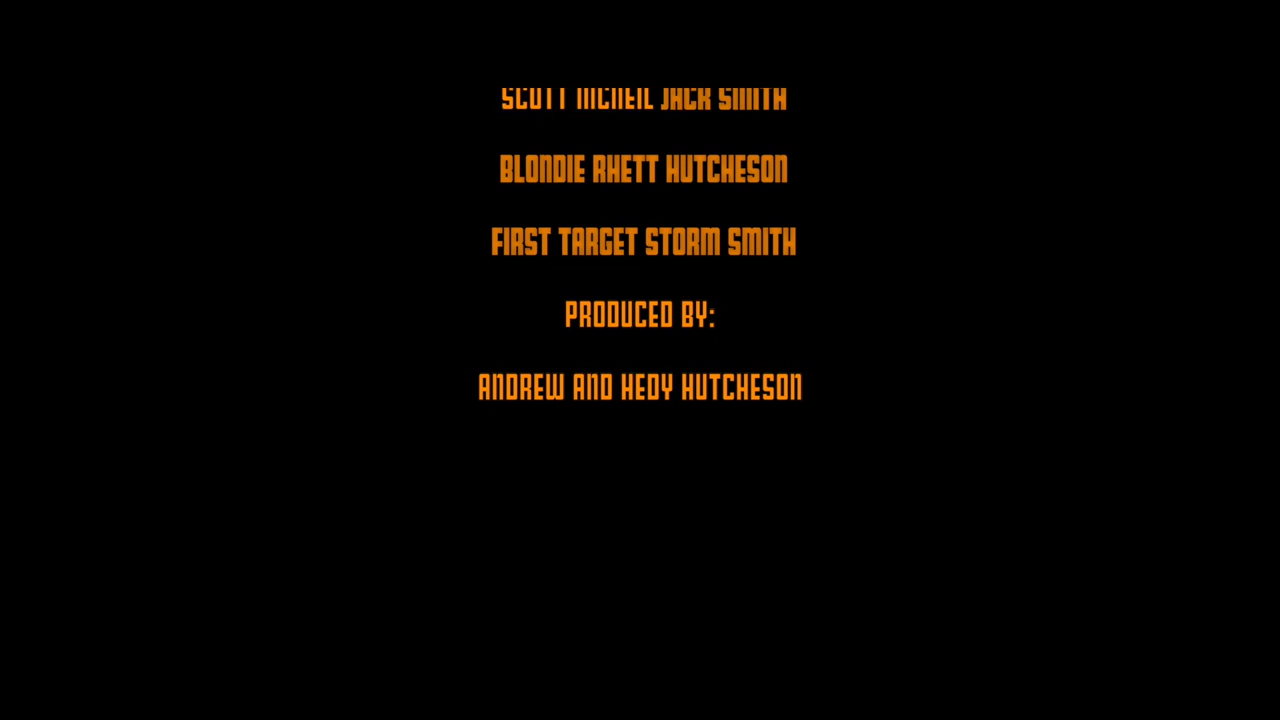 SCOTT MCNEIL JACK SMITH
BLONDIE RHETT HUTCHESON
FIRST TARGET STORM SMITH
PRODUCED BY:
ANDREW AND HEDY HUTCHESON